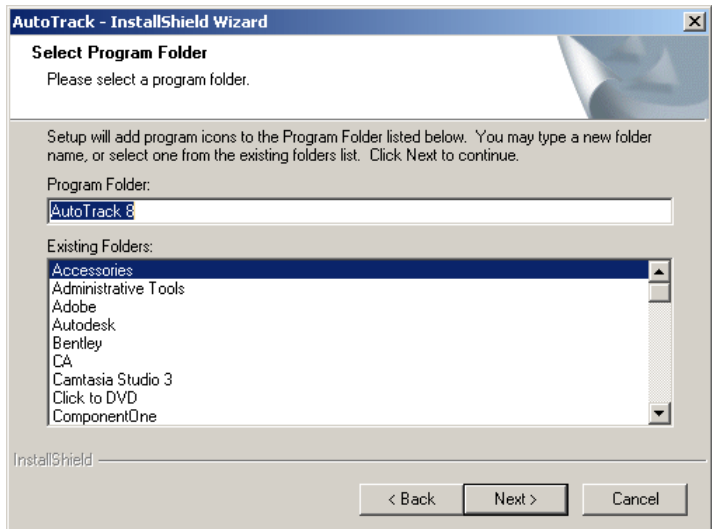 AutoTrack - InstallShield Wizard
Select Program Folder
Please select a program folder.
Setup will add program icons to the Program Folder listed below.  You may type a new folder
name, or select one from the existing folders list.  Click Next to continue.
Program Folder:
AutoTrack 8
Existing Folders:
Accessories
Administrative Tools
Adobe
Autodesk
Bentley
CA
Camtasia Studio 3
Click to DVD
ComponentOne
InstallShield
< Back
Next >
Cancel